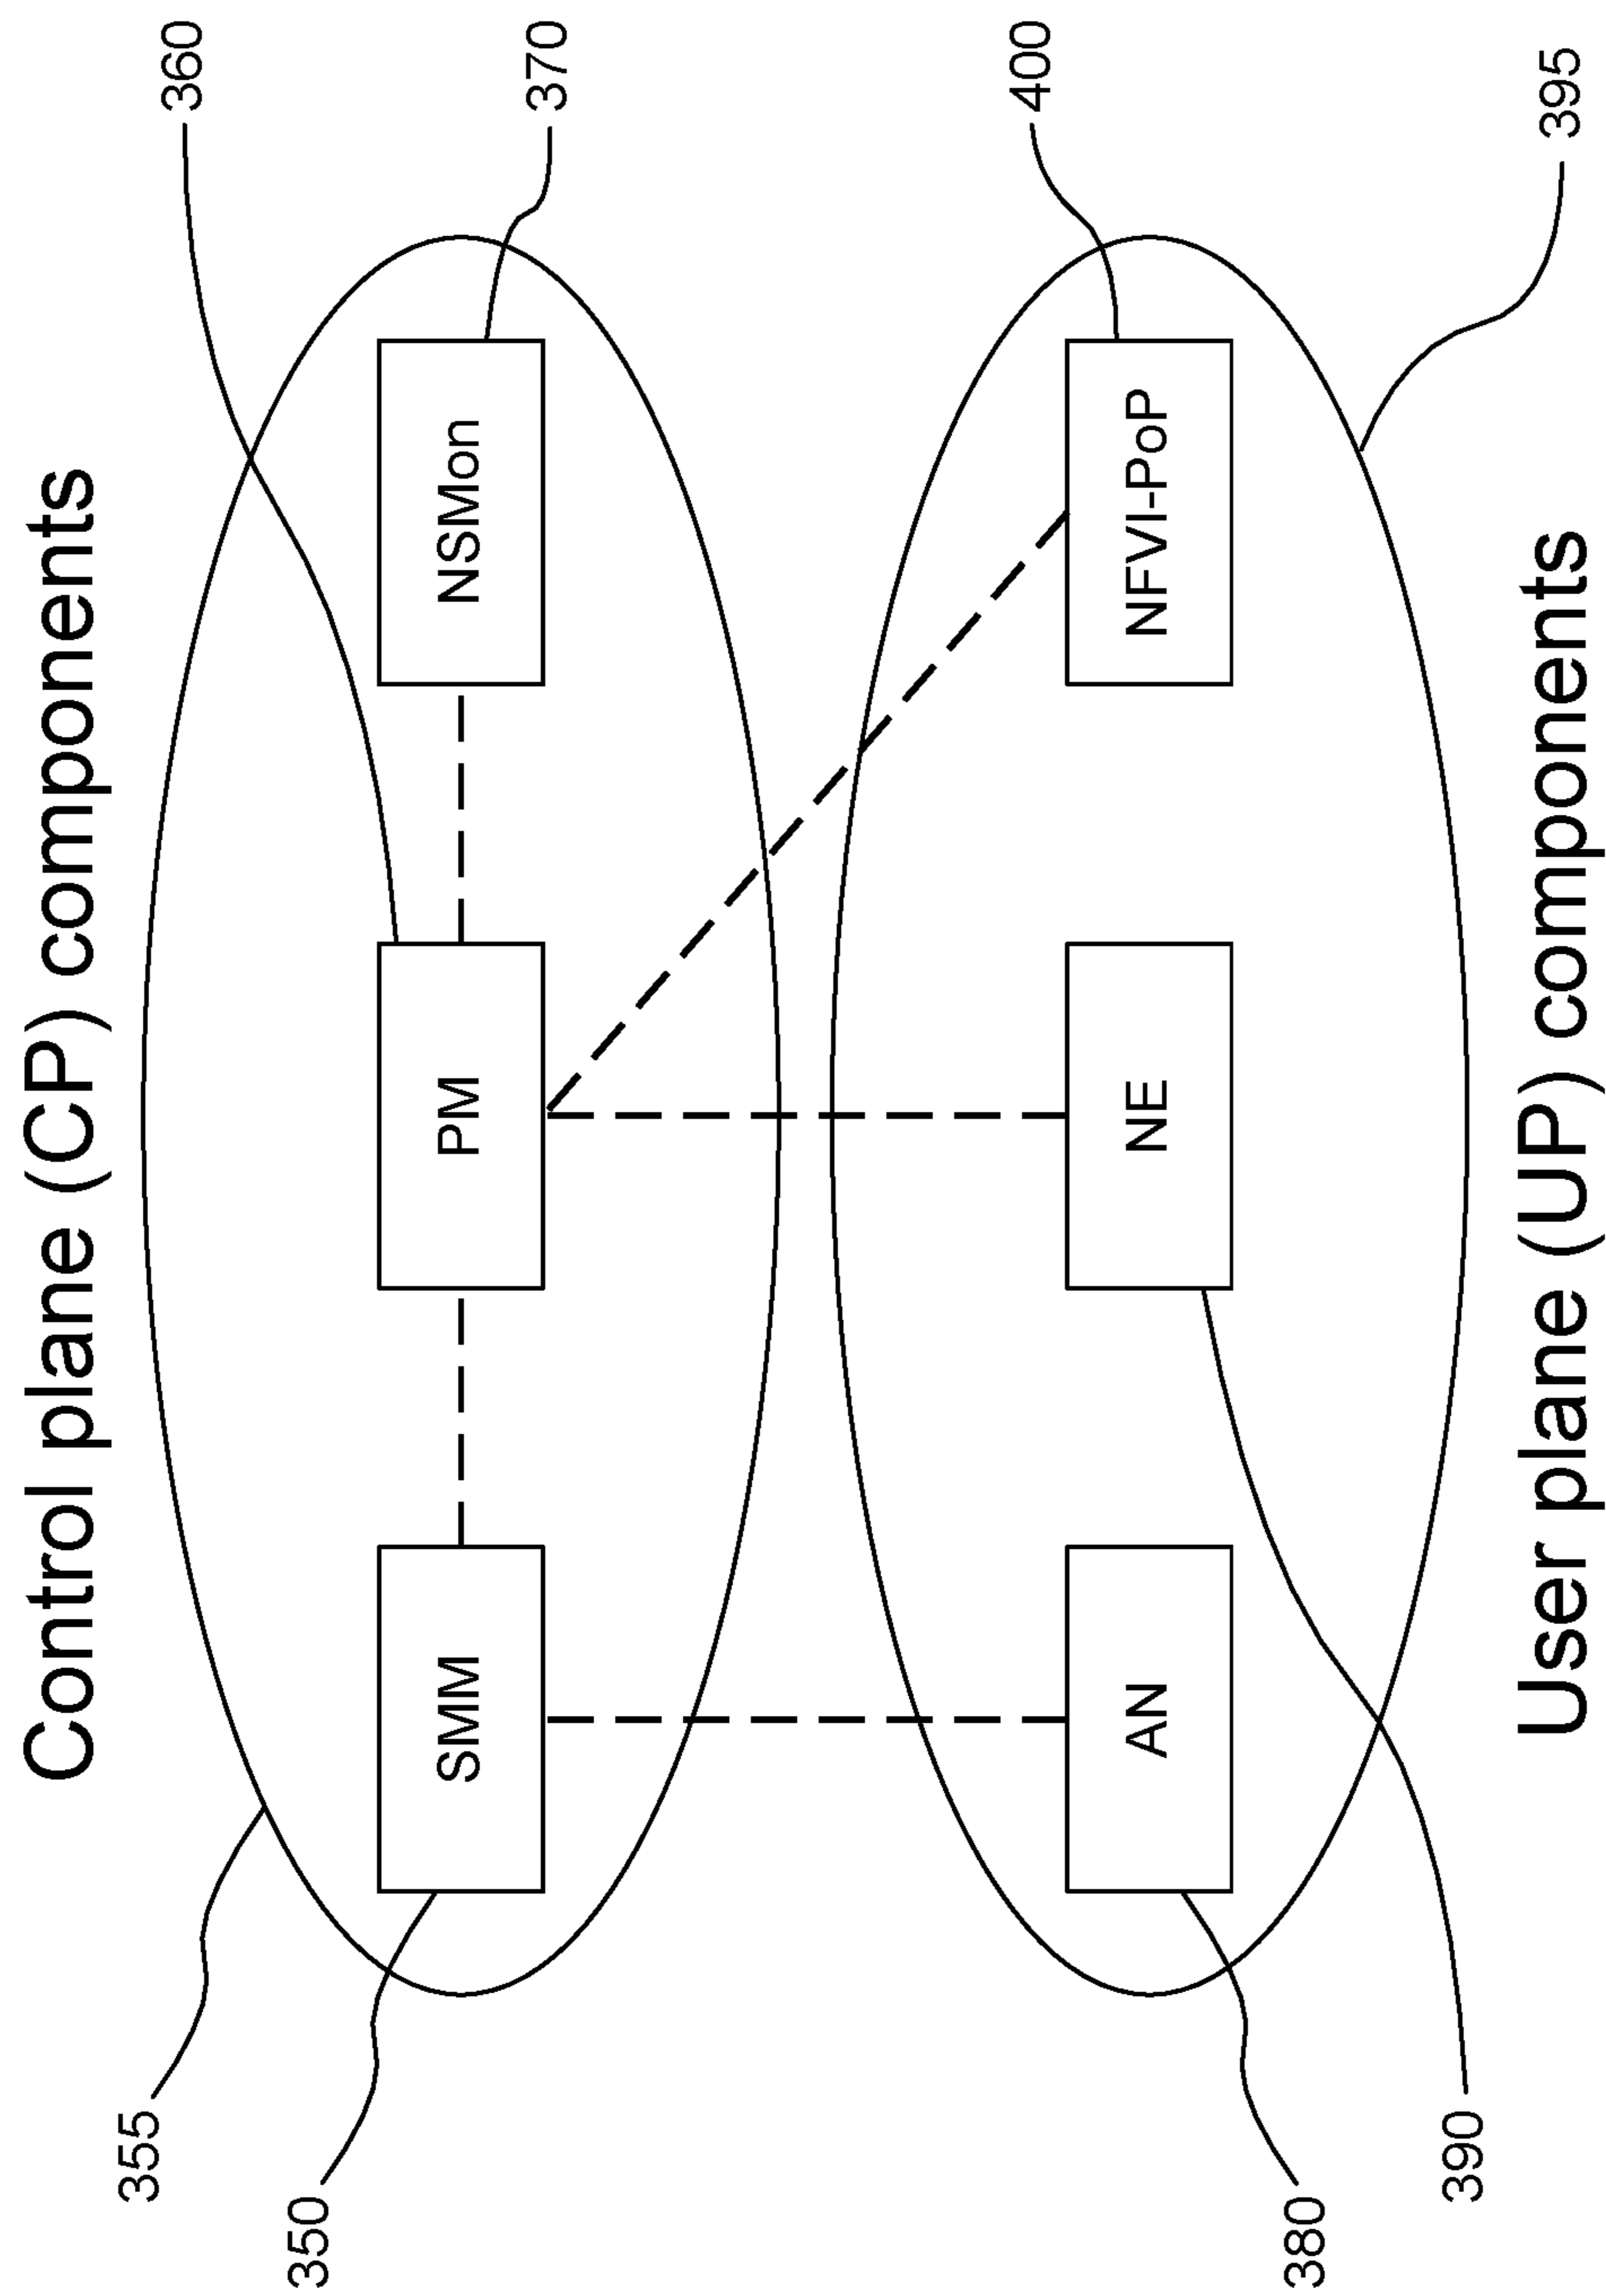 Control plane (CP) components
355
360
350
370
SMM
PM
NSMon
AN
NE
NFVI-PoP
380
400
390
395
User plane (UP) components